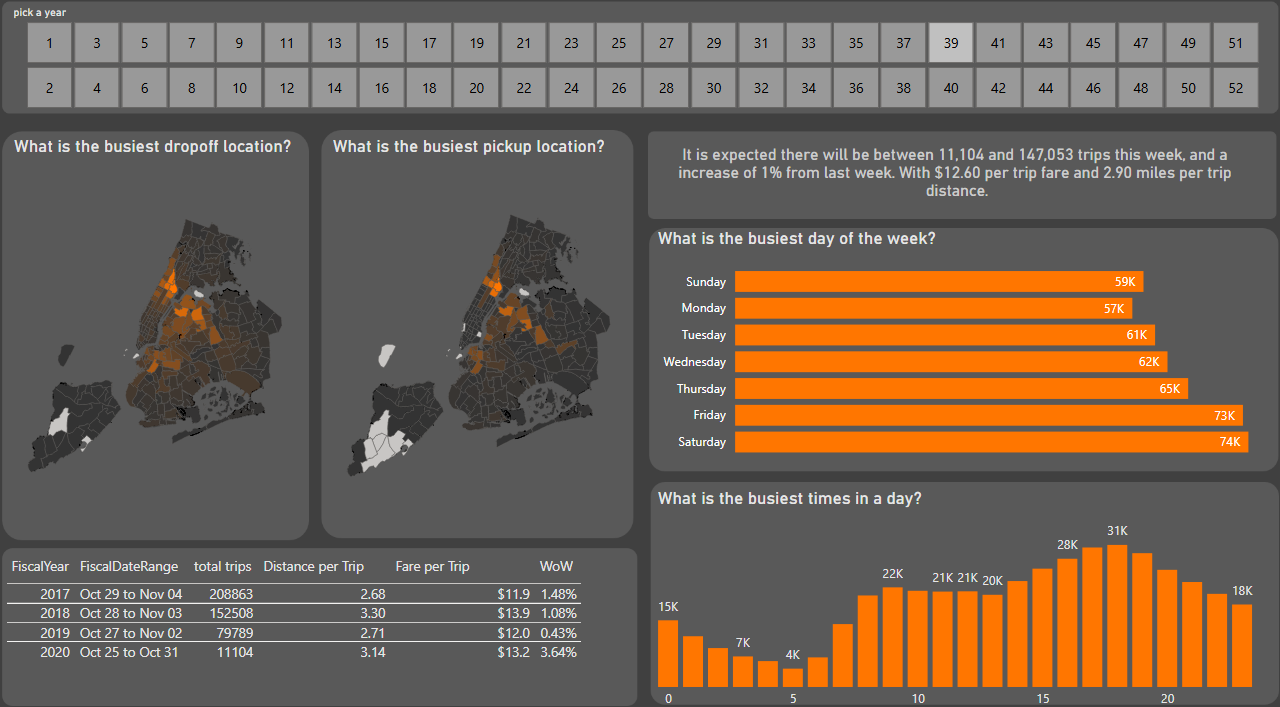 pick a year
1 3 5 7 9 11 13 15 17 19 21 23 25 27 29 31 33 35 37 39 41 43 45 47 49 51
2 4 6 8 10 12 14 16 18 20 22 24 26 28 30 32 34 36 38 40 42 44 46 48 50 52
What is the busiest dropoff location?
What is the busiest pickup location?
It is expected there will be between 11,104 and 147,053 trips this week, and a
increase of 1% from last week. With $12.60 per trip fare and 2.90 miles per trip
distance.
What is the busiest day of the week?
Sunday 59K
Monday 57K
Tuesday 61K
Wednesday 62K
Thursday 65K
Friday 73K
Saturday 74K
FiscalYear FiscalDateRange total trips Distance per Trip Fare per Trip WoW
2017 Oct 29 to Nov 04 208863 2.68 $11.9 1.48%
2018 Oct 28 to Nov 03 152508 3.30 $13.9 1.08%
2019 Oct 27 to Nov 02 79789 2.71 $12.0 0.43%
2020 Oct 25 to Oct 31 11104 3.14 $13.2 3.64%
What is the busiest times in a day?
15K 7K 4K 22K 21K 21K 20K 28K 31K 18K
0 5 10 15 20